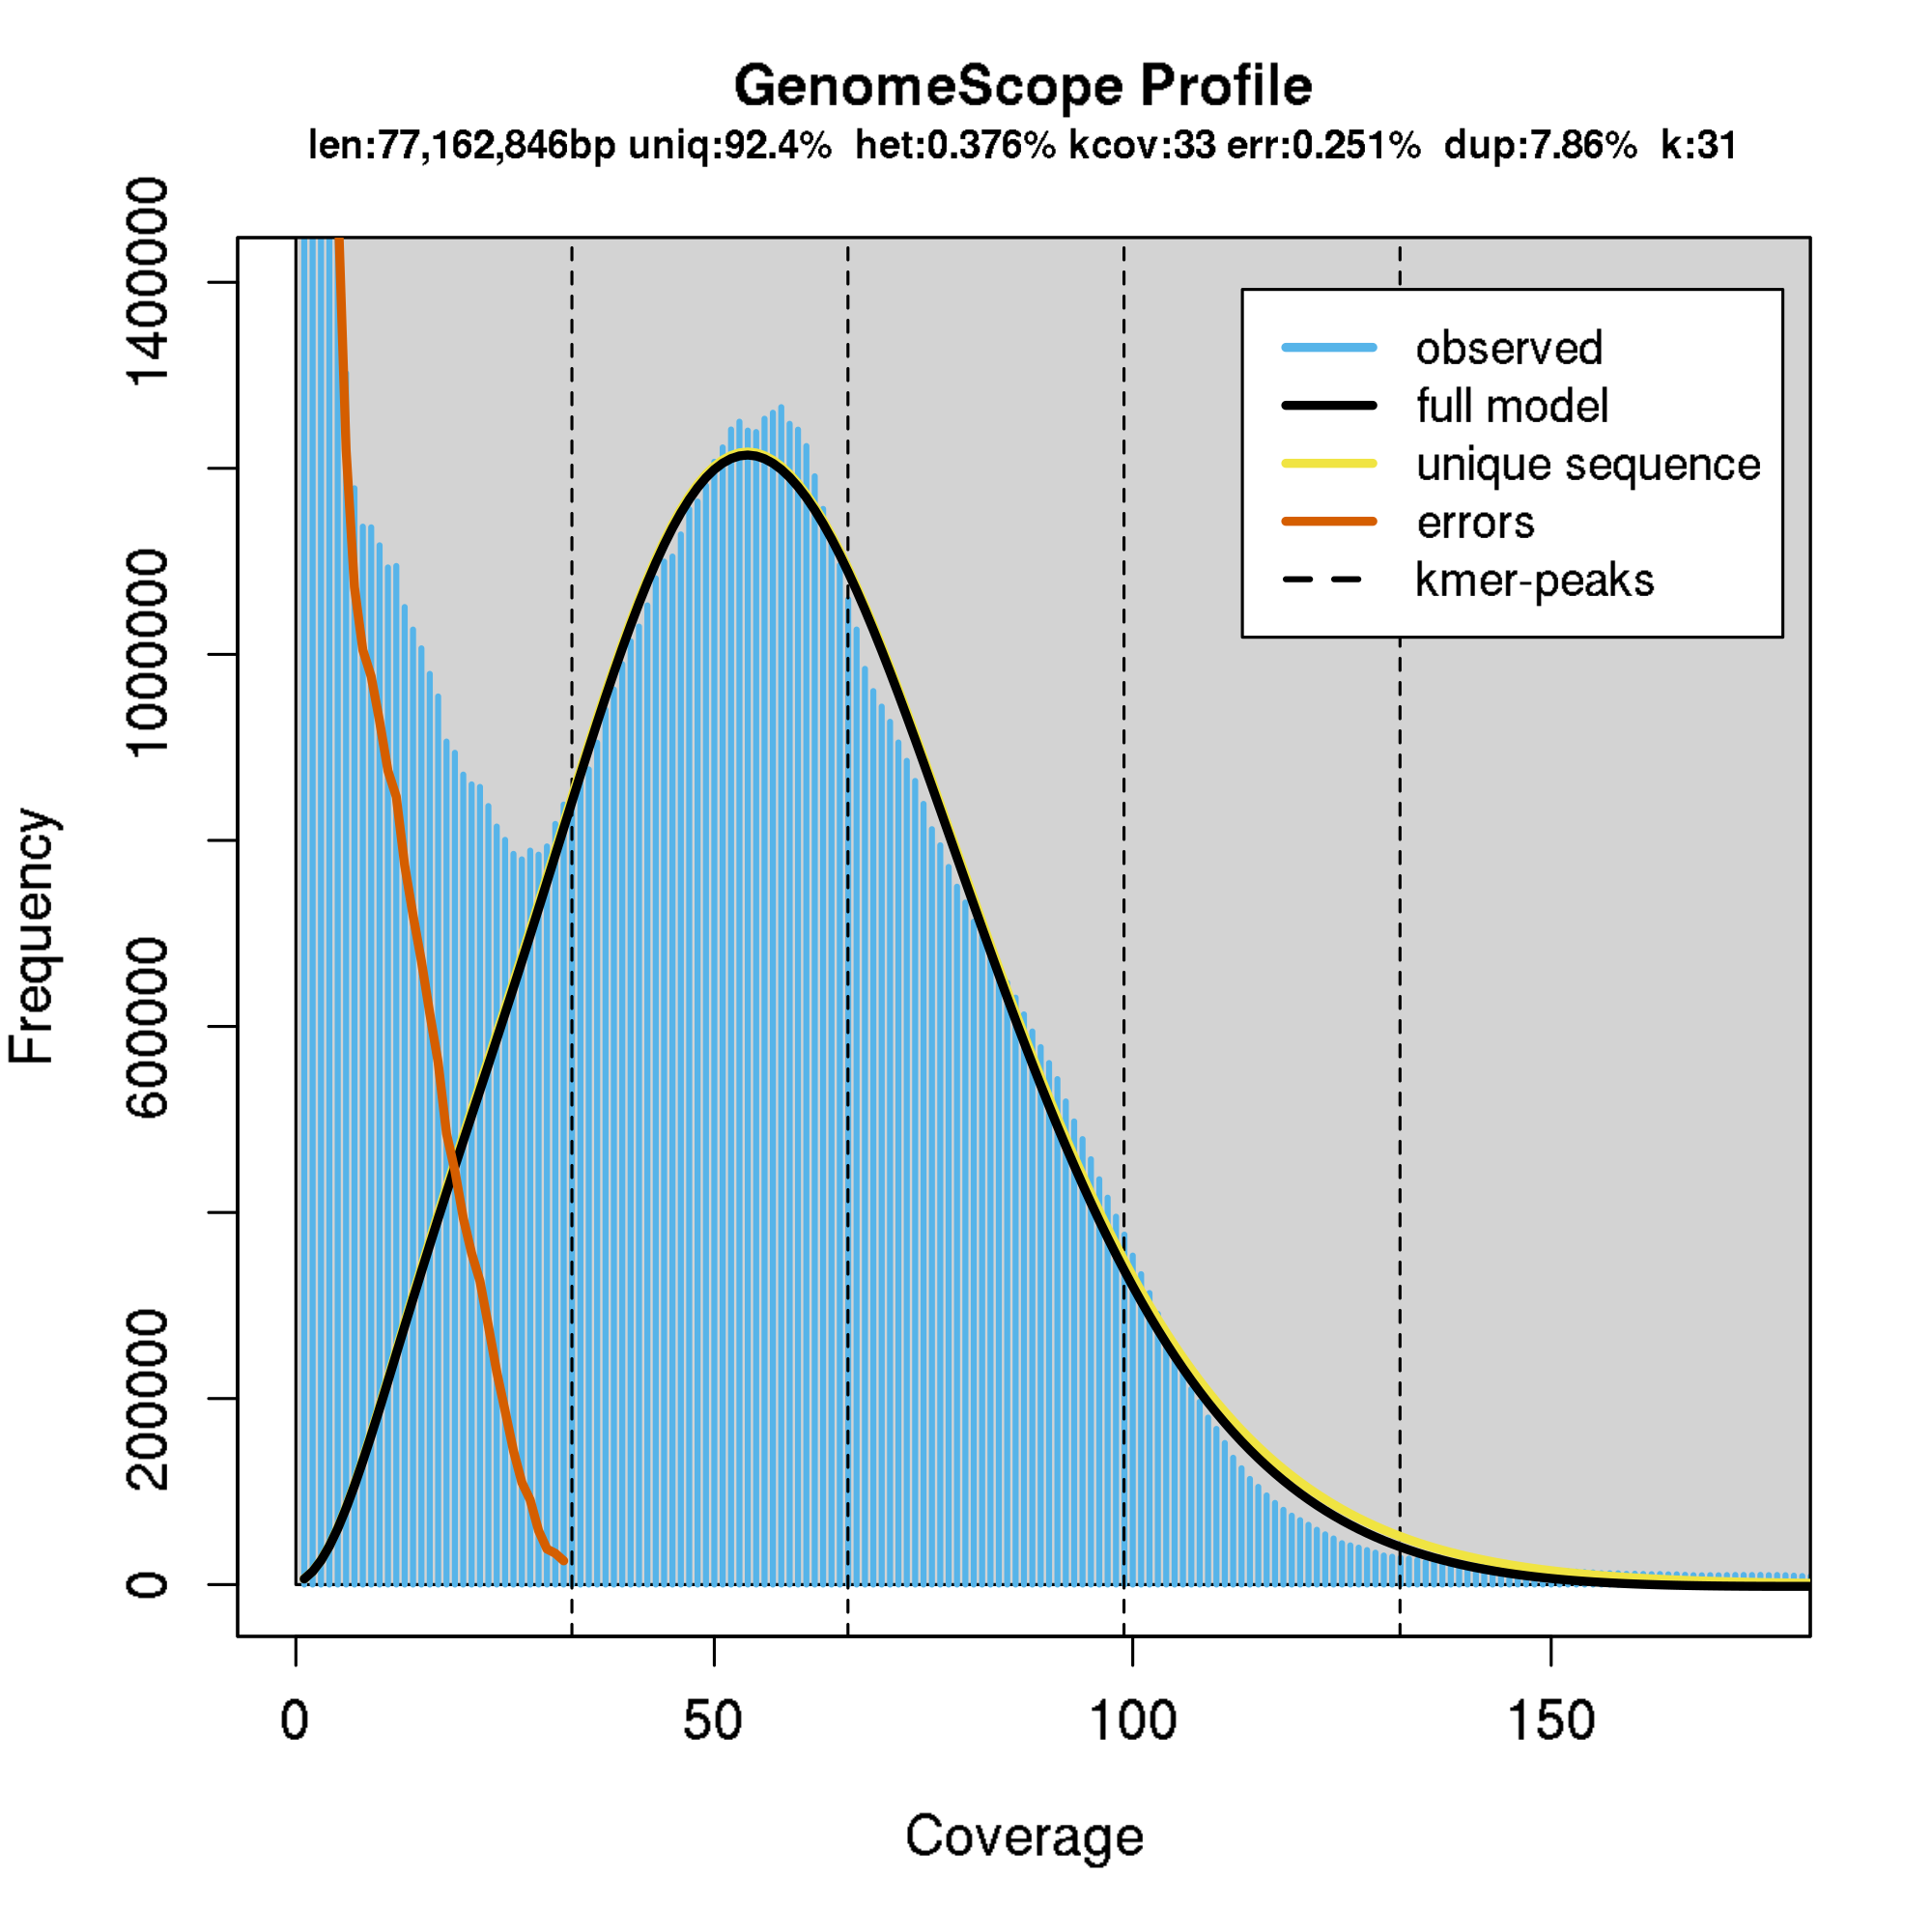 GenomeScope Profile
len:77,162,846bp uniq:92.4% het:0.376% kcov:33 err:0.251% dup:7.86% k:31
1400000
1000000
600000
200000
0
Frequency
observed
full model
unique sequence
errors
kmer-peaks
0 50 100 150
Coverage